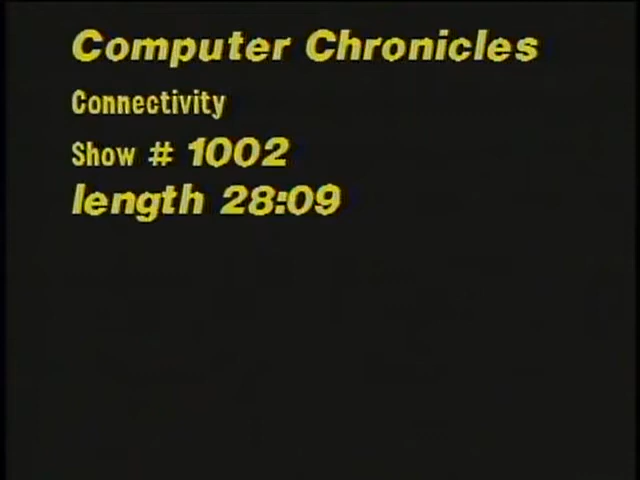 Computer Chronicles
Connectivity
Show # 1002
length 28:09